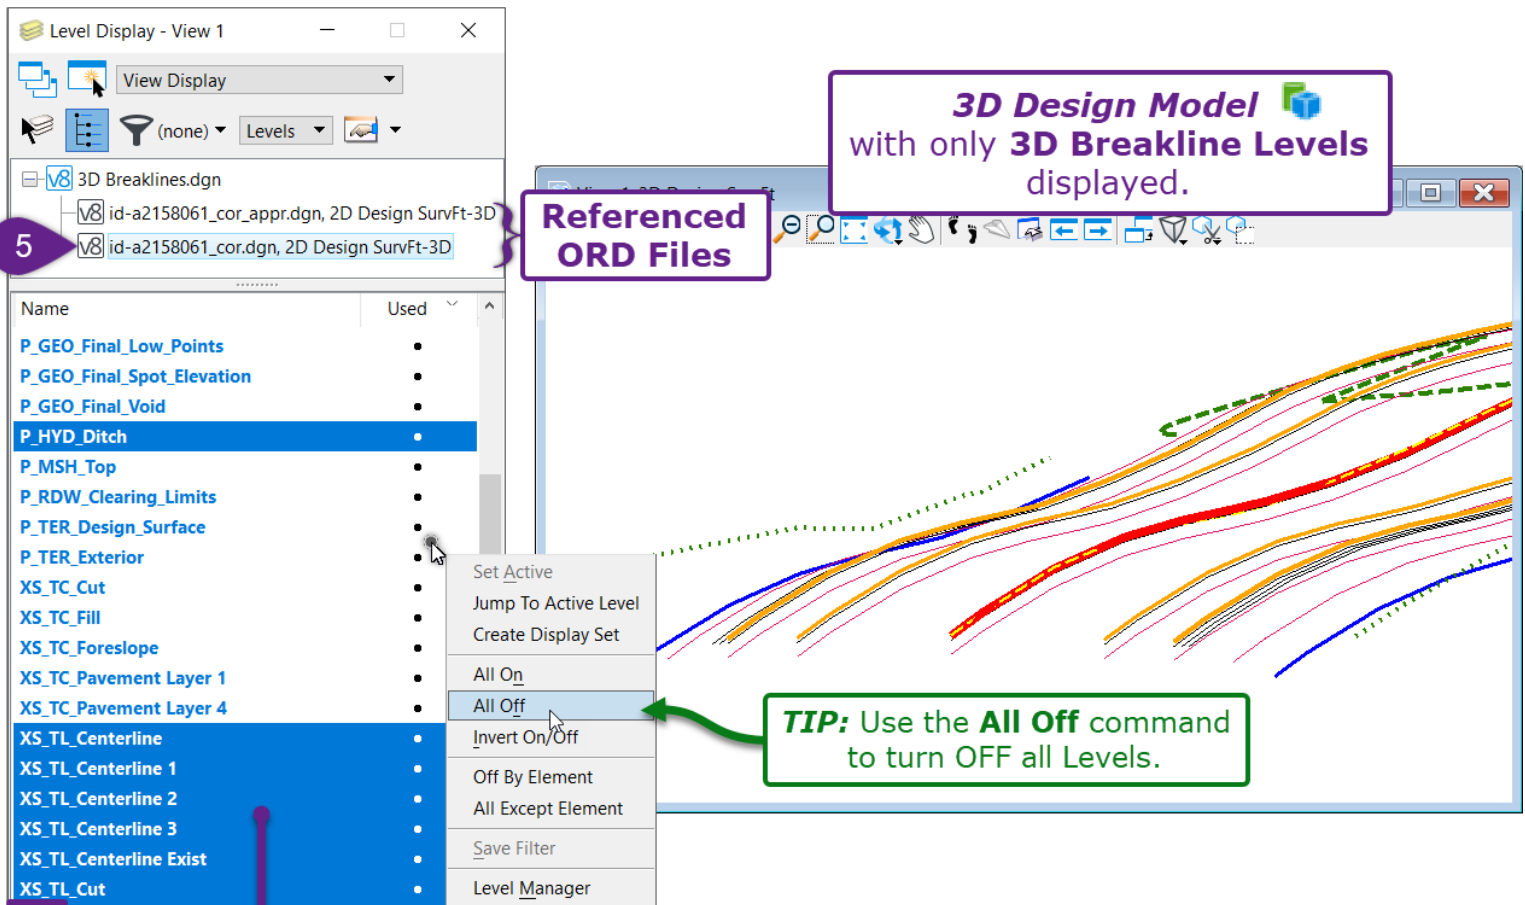 Level Display - View 1
View Display
(none)
Levels
3D Breaklines.dgn
id-a2158061_cor_appr.dgn, 2D Design SurvFt-3D
5
id-a2158061_cor.dgn, 2D Design SurvFt-3D
Referenced
ORD Files
3D Design Model
with only 3D Breakline Levels
displayed.
Name Used
P_GEO_Final_Low_Points
P_GEO_Final_Spot_Elevation
P_GEO_Final_Void
P_HYD_Ditch
P_MSH_Top
P_RDW_Clearing_Limits
P_TER_Design_Surface
P_TER_Exterior
XS_TC_Cut
XS_TC_Fill
XS_TC_Foreslope
XS_TC_Pavement Layer 1
XS_TC_Pavement Layer 4
XS_TL_Centerline
XS_TL_Centerline 1
XS_TL_Centerline 2
XS_TL_Centerline 3
XS_TL_Centerline Exist
XS_TL_Cut
Set Active
Jump To Active Level
Create Display Set
All On
All Off
Invert On/Off
Off By Element
All Except Element
Save Filter
Level Manager
TIP: Use the All Off command
to turn OFF all Levels.